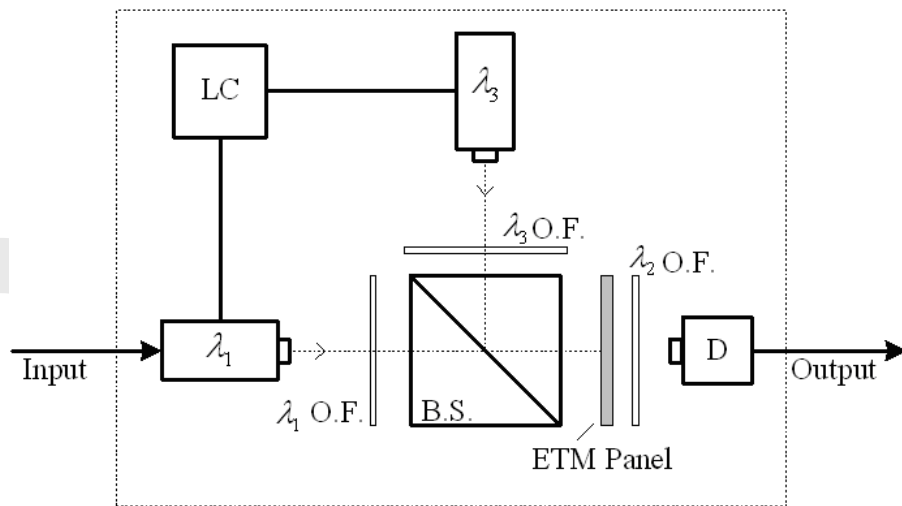 LC
λ₃
λ₃ O.F.
λ₂ O.F.
Input
λ₁
D
Output
λ₁ O.F.
B.S.
ETM Panel